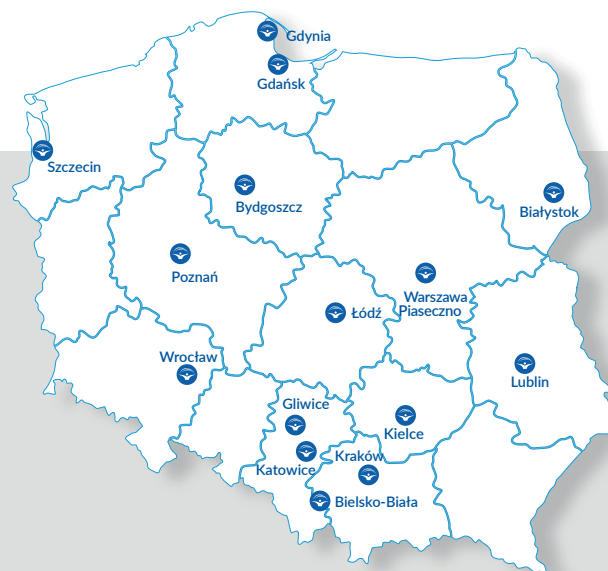 Gdynia
Gdańsk
Szczecin
Bydgoszcz
Białystok
Poznań
Warszawa
Piaseczno
Łódź
Wrocław
Lublin
Gliwice
Kielce
Kraków
Katowice
Bielsko-Biała